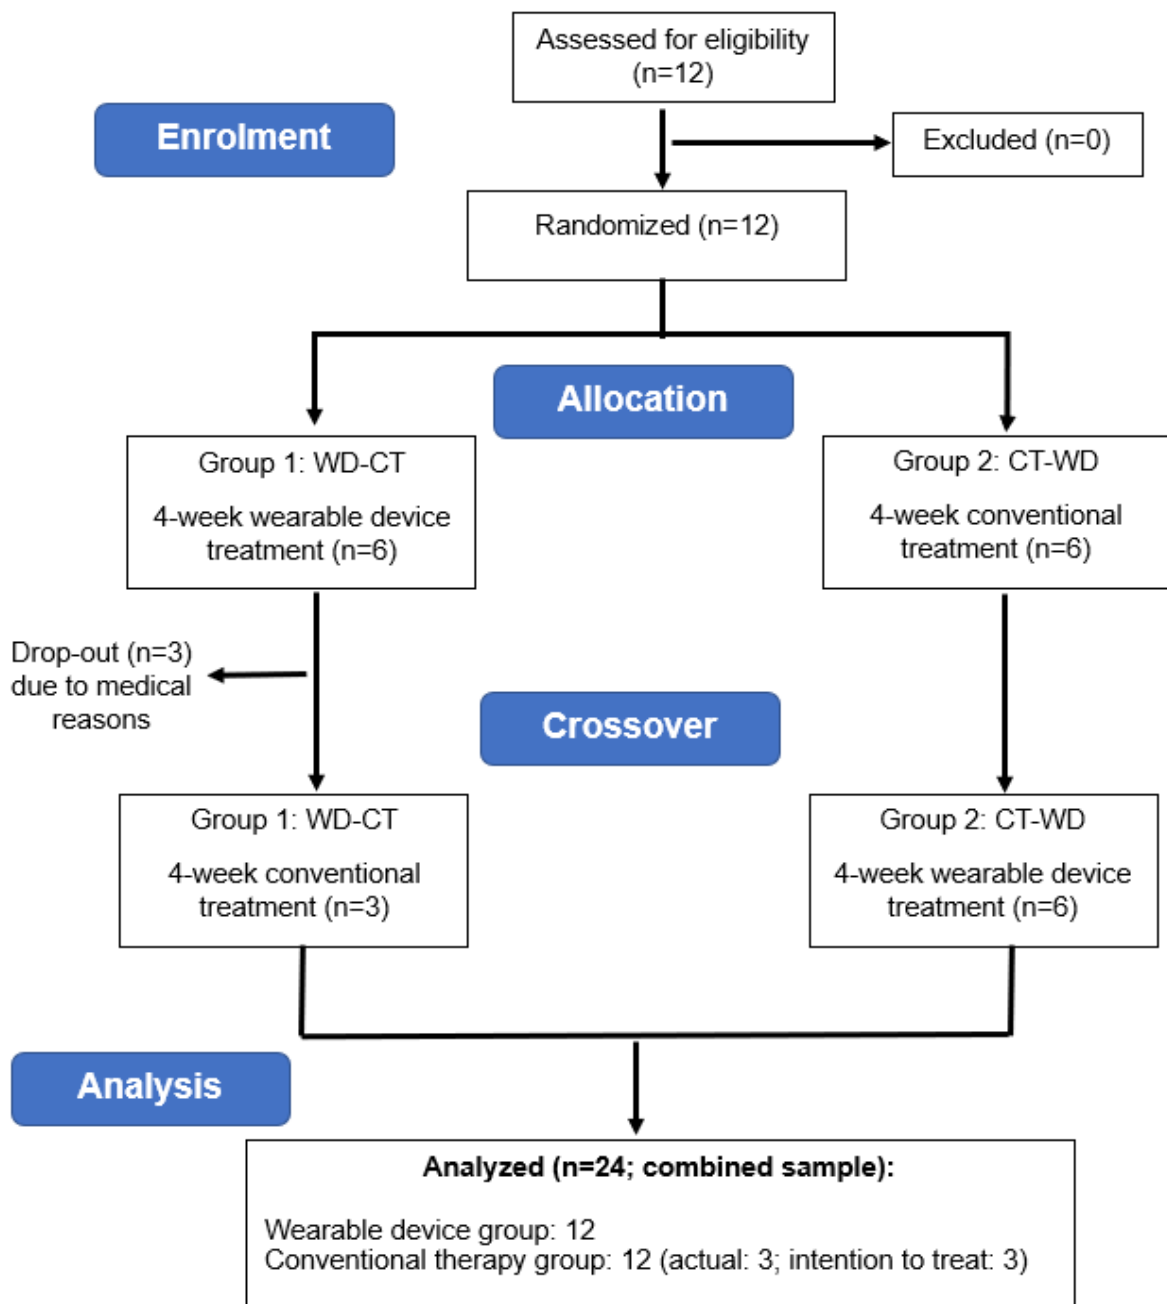 Assessed for eligibility
(n=12)
Enrolment
Excluded (n=0)
Randomized (n=12)
Allocation
Group 1: WD-CT
4-week wearable device
treatment (n=6)
Group 2: CT-WD
4-week conventional
treatment (n=6)
Drop-out (n=3)
due to medical
reasons
Crossover
Group 1: WD-CT
4-week conventional
treatment (n=3)
Group 2: CT-WD
4-week wearable device
treatment (n=6)
Analysis
Analyzed (n=24; combined sample):
Wearable device group: 12
Conventional therapy group: 12 (actual: 3; intention to treat: 3)